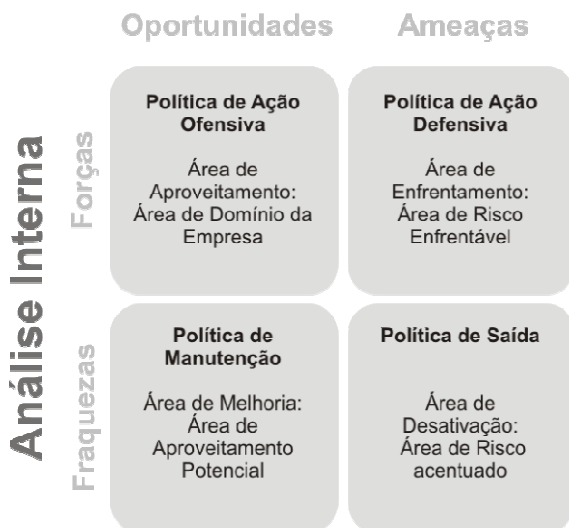 Oportunidades
Ameaças
Análise Interna
Forças
Política de Ação
Ofensiva
Área de
Aproveitamento:
Área de Domínio da
Empresa
Política de Ação
Defensiva
Área de
Enfrentamento:
Área de Risco
Enfrentável
Fraquezas
Política de
Manutenção
Área de Melhoria:
Área de
Aproveitamento
Potencial
Política de Saída
Área de
Desativação:
Área de Risco
acentuado